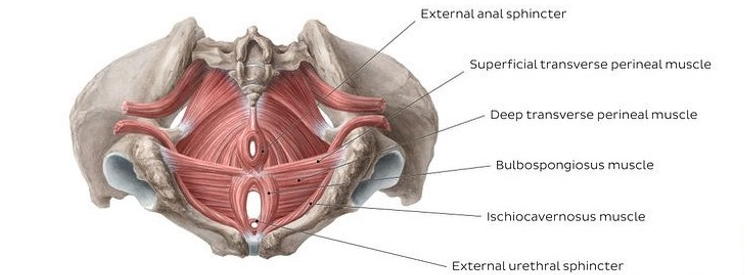 External anal sphincter
Superficial transverse perineal muscle
Deep transverse perineal muscle
Bulbospongiosus muscle
Ischiocavernosus muscle
External urethral sphincter